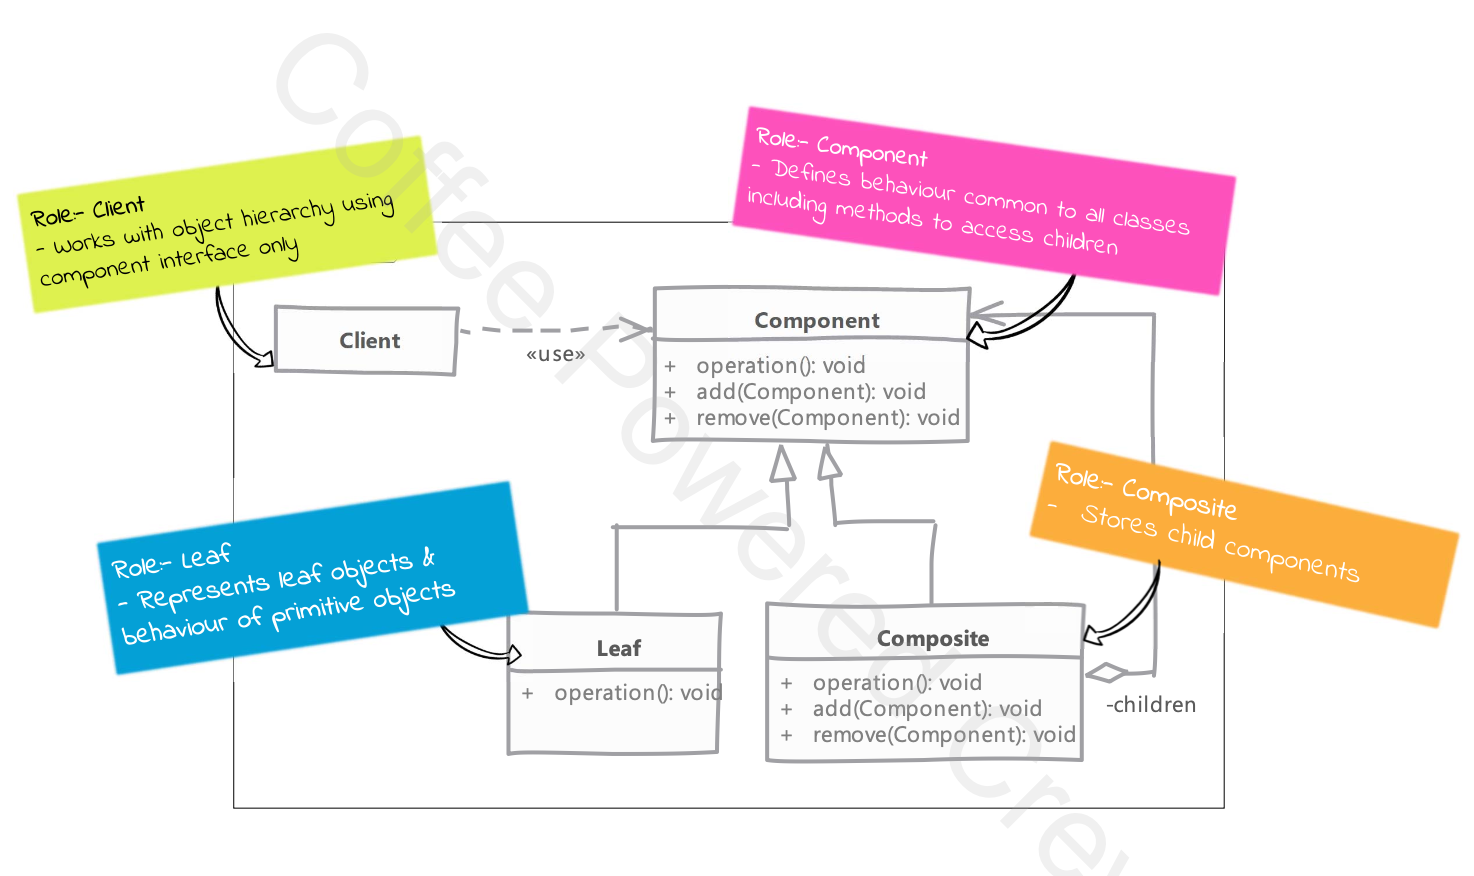 Role:- Client
- Works with object hierarchy using
component interface only
Role:- Component
- Defines behaviour common to all classes
including methods to access children
Client
«use»
Component
+ operation(): void
+ add(Component): void
+ remove(Component): void
Role:- Composite
- Stores child components
Role:- Leaf
- Represents leaf objects &
behaviour of primitive objects
Leaf
+ operation(): void
Composite
+ operation(): void
+ add(Component): void
+ remove(Component): void
-children
Coffee Powered Crew